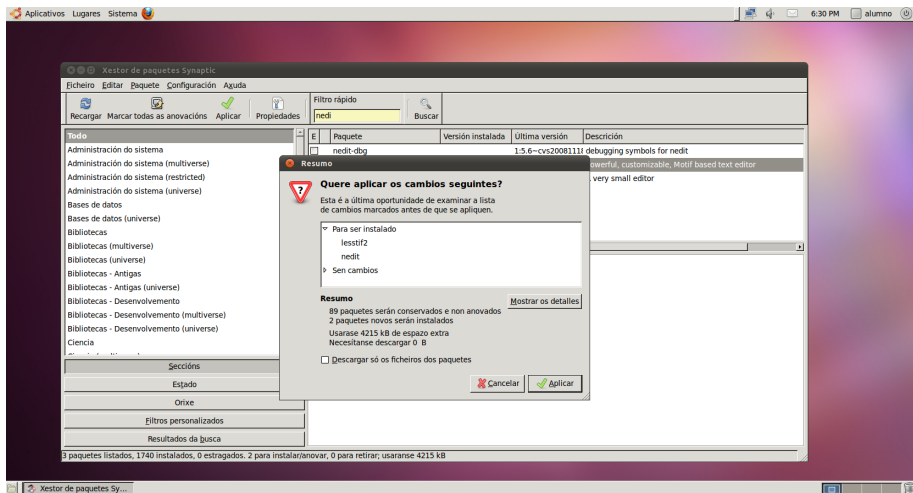 Aplicativos Lugares Sistema 6:30 PM alumno
Xestor de paquetes Synaptic
Ficheiro Editar Paquete Configuración Axuda
Recargar Marcar todas as anovacións Aplicar Propiedades
Filtro rápido
nedi
Buscar
Todo
Administración do sistema
Administración do sistema (multiverse)
Administración do sistema (restricted)
Administración do sistema (universe)
Bases de datos
Bases de datos (universe)
Bibliotecas
Bibliotecas (multiverse)
Bibliotecas (universe)
Bibliotecas - Antigas
Bibliotecas - Antigas (universe)
Bibliotecas - Desenvolvemento
Bibliotecas - Desenvolvemento (multiverse)
Bibliotecas - Desenvolvemento (universe)
Ciencia
Seccións
Estado
Orixe
Filtros personalizados
Resultados da busca
E Paquete Versión instalada Última versión Descrición
nedit-dbg 1:5.6~cvs2008111 debugging symbols for nedit
powerful, customizable, Motif based text editor
very small editor
Resumo
Quere aplicar os cambios seguintes?
Esta é a última oportunidade de examinar a lista
de cambios marcados antes de que se apliquen.
Para ser instalado
lesstif2
nedit
Sen cambios
Resumo
Mostrar os detalles
89 paquetes serán conservados e non anovados
2 paquetes novos serán instalados
Usarase 4215 kB de espazo extra
Necesítanse descargar 0 B
Descargar só os ficheiros dos paquetes
Cancelar Aplicar
3 paquetes listados, 1740 instalados, 0 estragados. 2 para instalar/anovar, 0 para retirar; usaranse 4215 kB
Xestor de paquetes Sy...